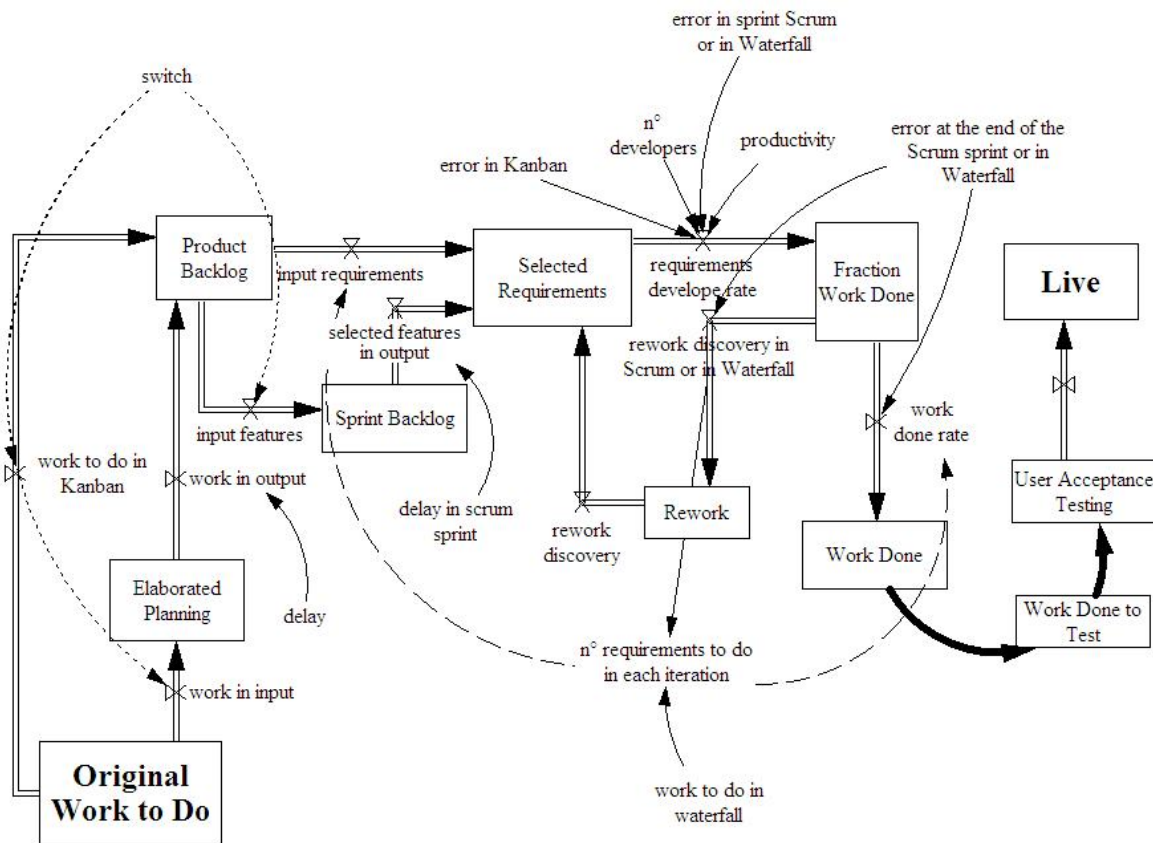 error in sprint Scrum
or in Waterfall
switch
n°
developers
productivity
error at the end of the
Scrum sprint or in
Waterfall
error in Kanban
Product
Backlog
input requirements
Selected
Requirements
requirements
develope rate
Fraction
Work Done
Live
selected features
in output
rework discovery in
Scrum or in Waterfall
Sprint Backlog
input features
work
done rate
work to do in
Kanban
work in output
delay in scrum
sprint
rework
discovery
Rework
User Acceptance
Testing
Work Done
Elaborated
Planning
delay
Work Done to
Test
n° requirements to do
in each iteration
work in input
Original
Work to Do
work to do in
waterfall